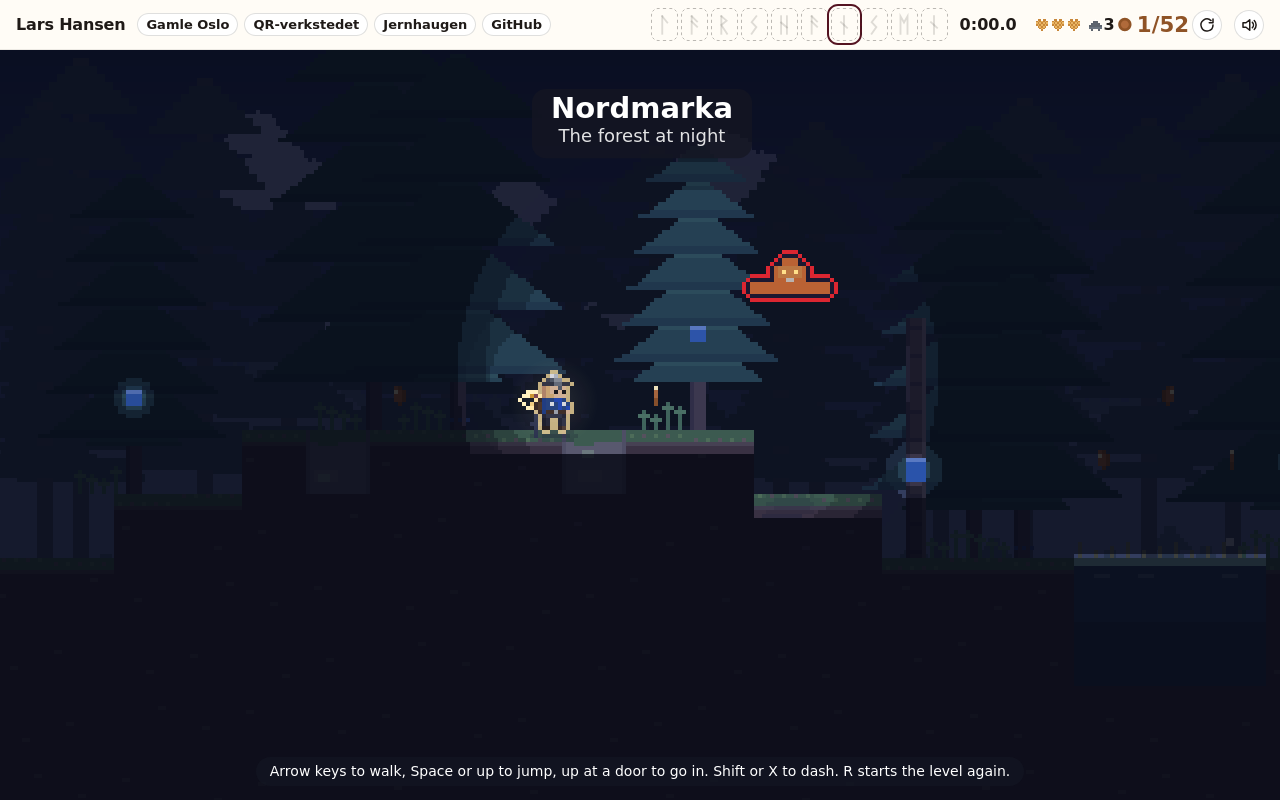 Lars Hansen Gamle Oslo QR-verkstedet Jernhaugen GitHub ᛚ ᚨ ᚱ ᛊ ᚺ ᚨ ᚾ ᛊ ᛖ ᚾ 0:00.0 3 1/52
Nordmarka
The forest at night
Arrow keys to walk, Space or up to jump, up at a door to go in. Shift or X to dash. R starts the level again.